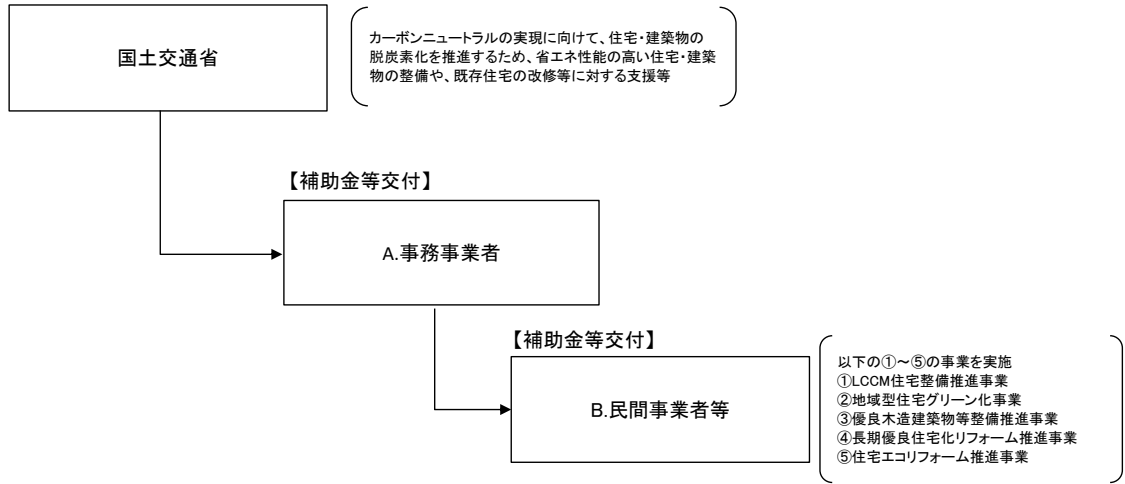 国土交通省
カーボンニュートラルの実現に向けて、住宅・建築物の
脱炭素化を推進するため、省エネ性能の高い住宅・建築
物の整備や、既存住宅の改修等に対する支援等
【補助金等交付】
A.事務事業者
【補助金等交付】
B.民間事業者等
以下の①～⑤の事業を実施
①LCCM住宅整備推進事業
②地域型住宅グリーン化事業
③優良木造建築物等整備推進事業
④長期優良住宅化リフォーム推進事業
⑤住宅エコリフォーム推進事業